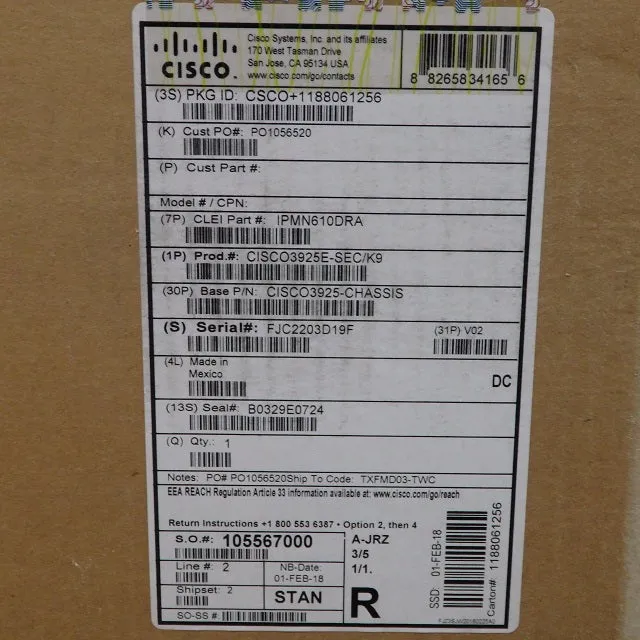 CISCO
Cisco Systems, Inc. and its affiliates
170 West Tasman Drive
San Jose, CA 95134 USA
www.cisco.com/go/contacts
8 8265834165 6
(3S) PKG ID: CSCO+1188061256
(K) Cust PO#: PO1056520
(P) Cust Part #:
Model # / CPN:
(7P) CLEI Part #: IPMN610DRA
(1P) Prod.#: CISCO3925E-SEC/K9
(30P) Base P/N: CISCO3925-CHASSIS
(S) Serial#: FJC2203D19F
(31P) V02
(4L) Made in
Mexico
DC
(13S) Seal#: B0329E0724
(Q) Qty.: 1
Notes: PO# PO1056520Ship To Code: TXFMD03-TWC
EEA REACH Regulation Article 33 information available at: www.cisco.com/go/reach
Return Instructions +1 800 553 6387 • Option 2, then 4
S.O.#: 105567000
A-JRZ
3/5
1/1.
Line #: 2
NB-Date:
01-FEB-18
Shipset: 2
STAN
R
SO-SS #:
SSD: 01-FEB-18
Carton# 1188061256